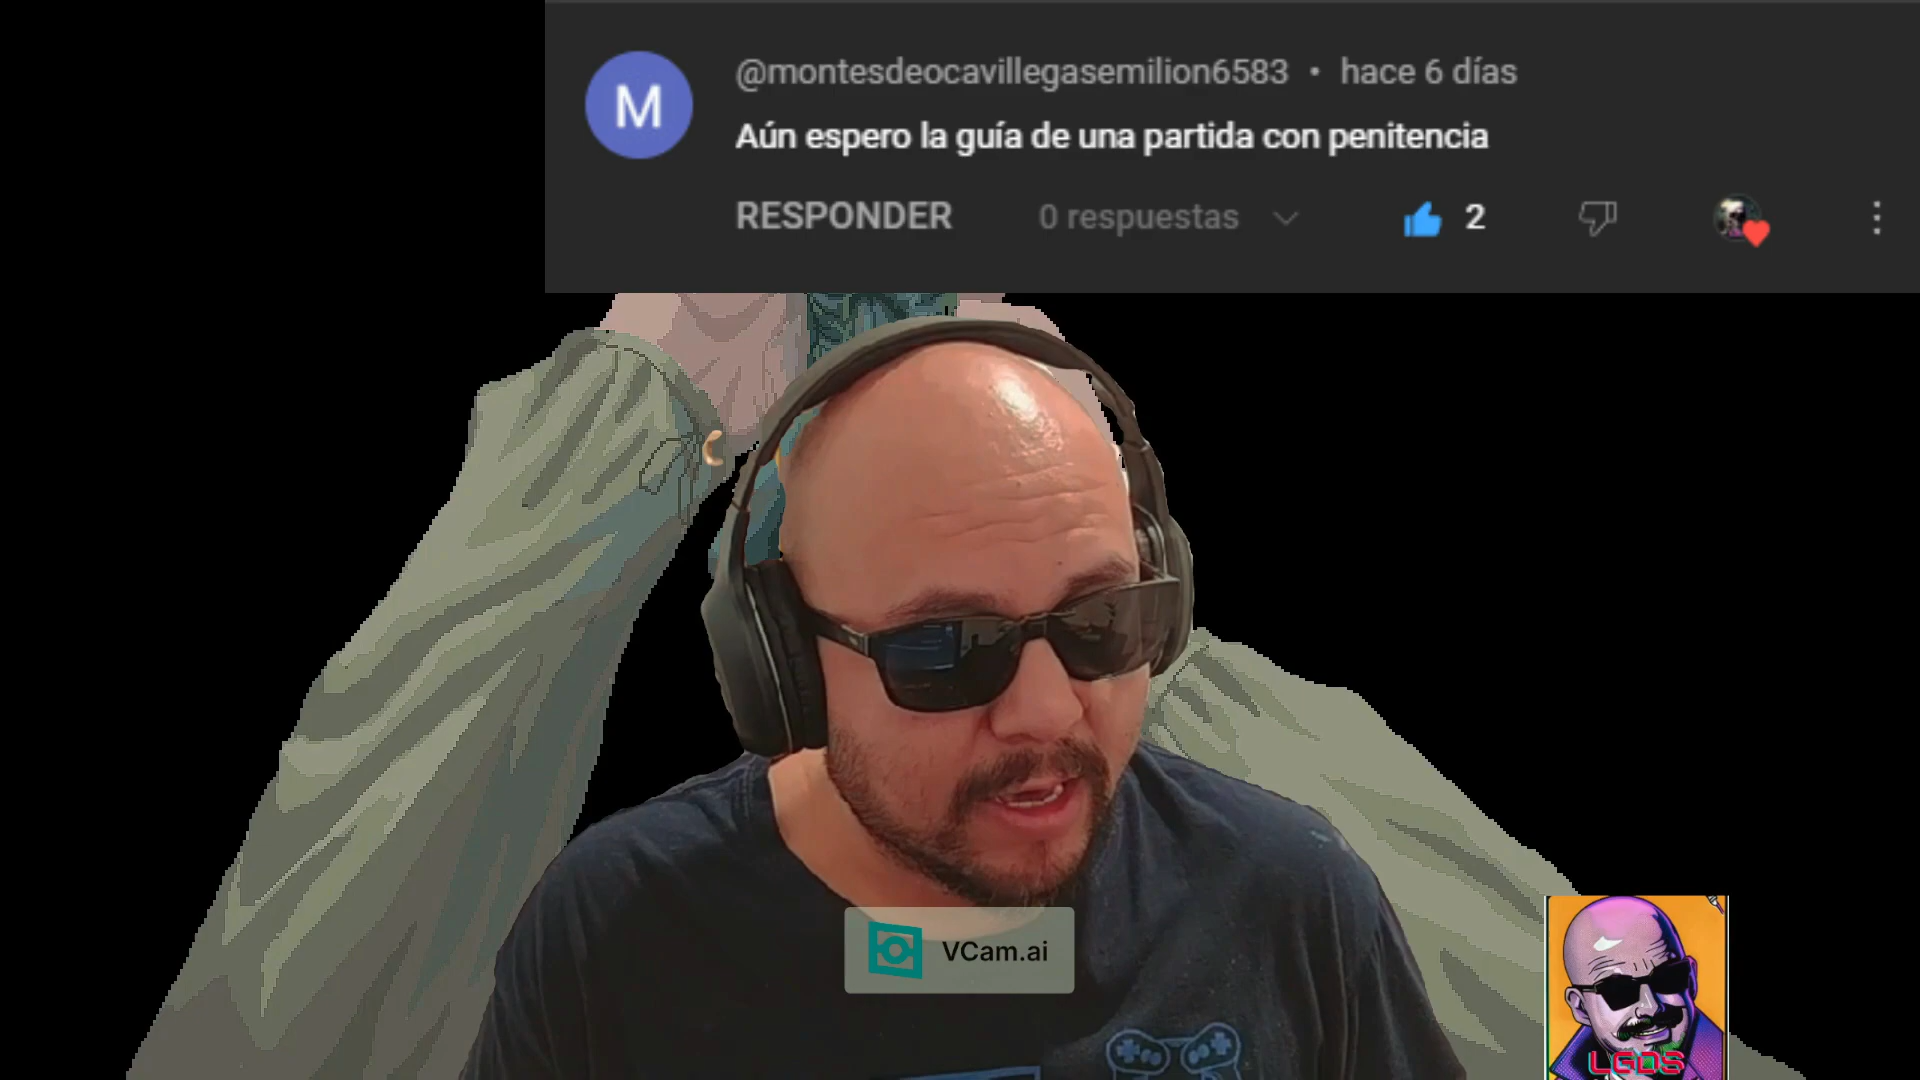 M
@montesdeocavillegasemilion6583 • hace 6 días
Aún espero la guía de una partida con penitencia
RESPONDER 0 respuestas 2
VCam.ai
LGDS